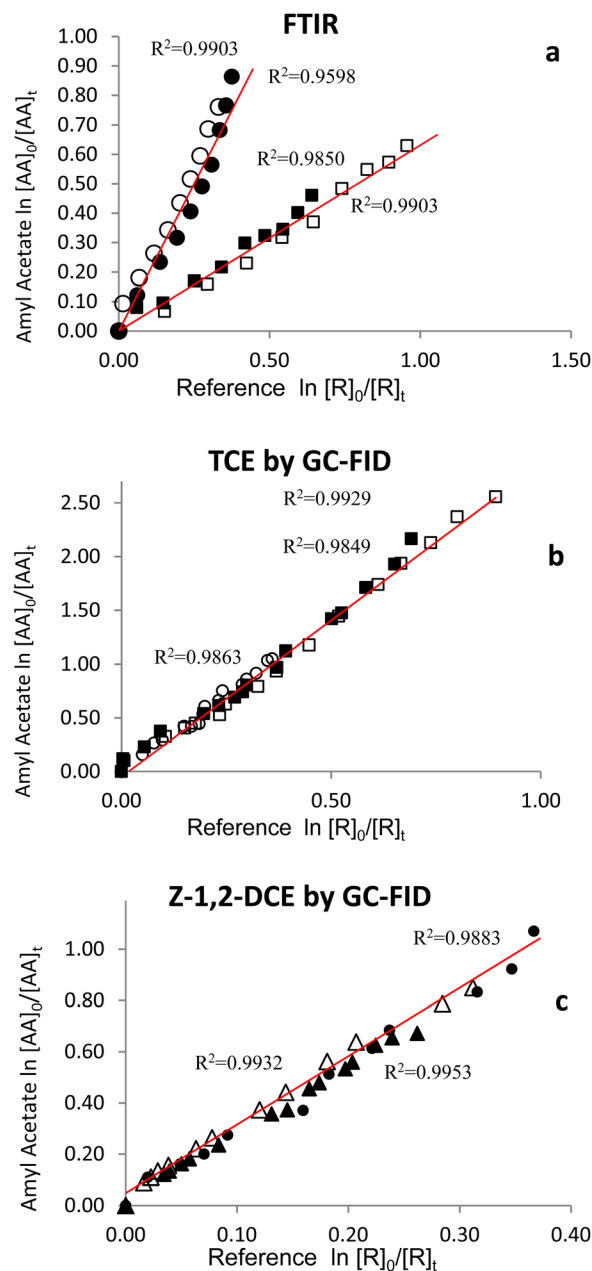 FTIR
a
Amyl Acetate ln [AA]₀/[AA]ₜ
1.00
0.90
0.80
0.70
0.60
0.50
0.40
0.30
0.20
0.10
0.00
R²=0.9903
R²=0.9598
R²=0.9850
R²=0.9903
0.00 0.50 1.00 1.50
Reference ln [R]₀/[R]ₜ
TCE by GC-FID
b
Amyl Acetate ln [AA]₀/[AA]ₜ
2.50
2.00
1.50
1.00
0.50
0.00
R²=0.9929
R²=0.9849
R²=0.9863
0.00 0.50 1.00
Reference ln [R]₀/[R]ₜ
Z-1,2-DCE by GC-FID
c
Amyl Acetate ln [AA]₀/[AA]ₜ
1.00
0.80
0.60
0.40
0.20
0.00
R²=0.9883
R²=0.9932
R²=0.9953
0.00 0.10 0.20 0.30 0.40
Reference ln [R]₀/[R]ₜ